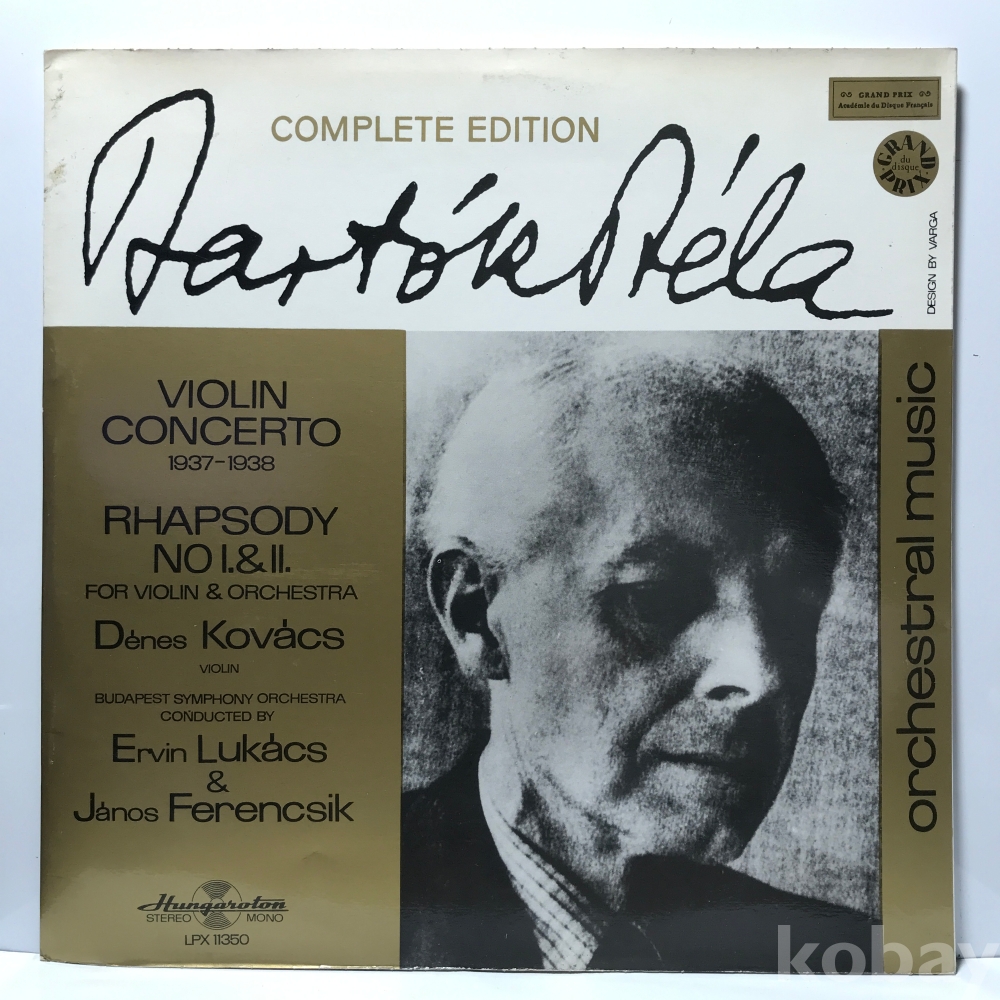 GRAND PRIX
Académie du Disque Français
COMPLETE EDITION
GRAND
du
disque
PRIX
Bartók Béla
DESIGN BY VARGA
VIOLIN
CONCERTO
1937-1938
RHAPSODY
NO I.& II.
FOR VIOLIN & ORCHESTRA
Dénes Kovács
VIOLIN
BUDAPEST SYMPHONY ORCHESTRA
CONDUCTED BY
Ervin Lukács
&
János Ferencsik
orchestral music
Hungaroton
STEREO MONO
LPX 11350
kobay